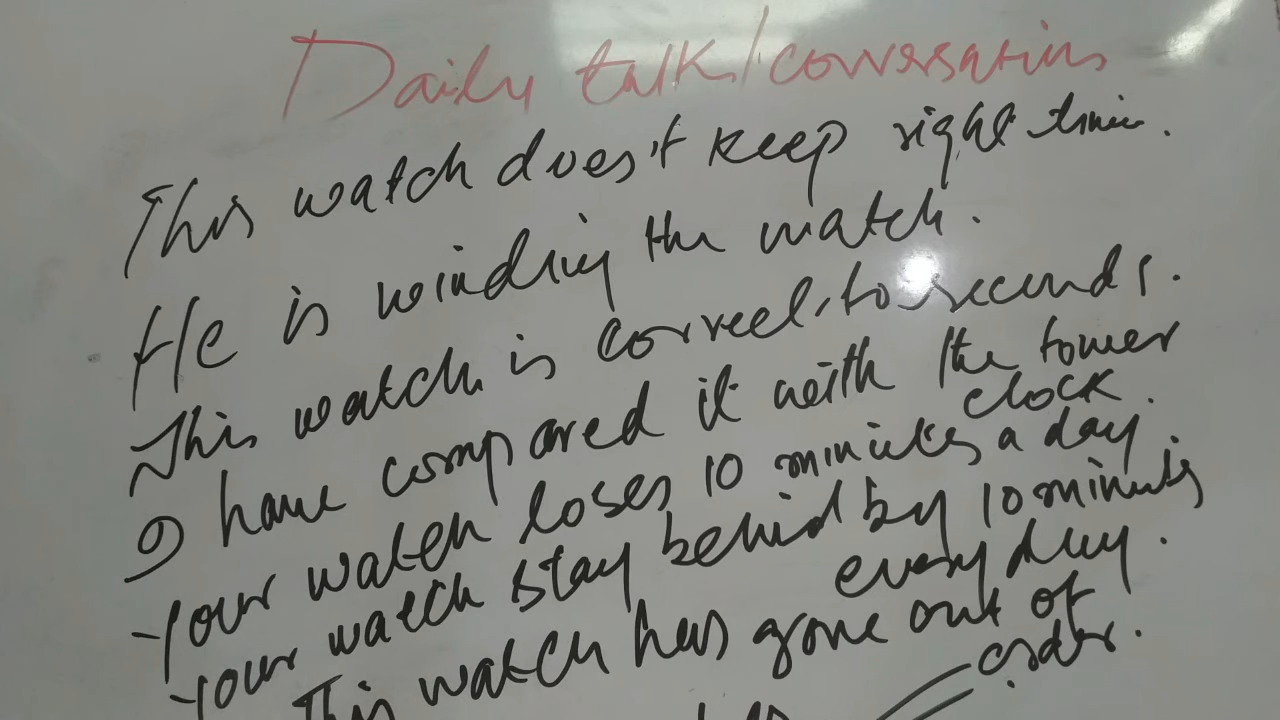 Daily talk/conversation
This watch does't keep right time.
He is winding the watch.
This watch is correct to seconds.
I have compared it with the tower
clock.
Your watch loses 10 minutes a day.
Your watch stay behind by 10 minutes
every day.
This watch has gone out of
order.